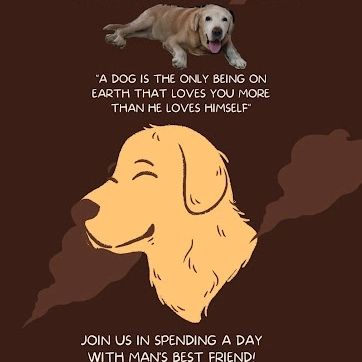 "A DOG IS THE ONLY BEING ON
EARTH THAT LOVES YOU MORE
THAN HE LOVES HIMSELF"
JOIN US IN SPENDING A DAY
WITH MAN'S BEST FRIEND!